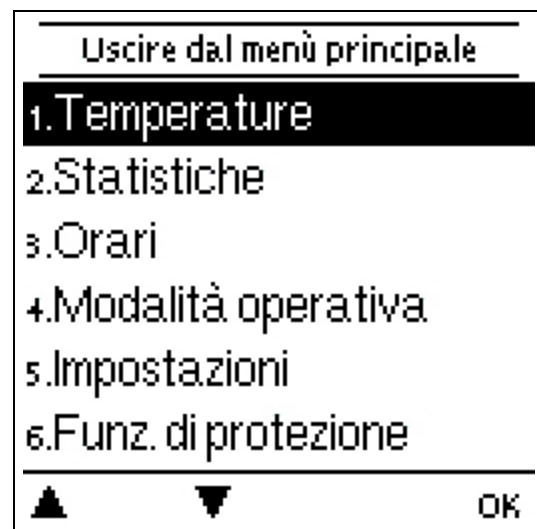 Uscire dal menù principale
1.Temperature
2.Statistiche
3.Orari
4.Modalità operativa
5.Impostazioni
6.Funz. di protezione
▲ ▼ OK